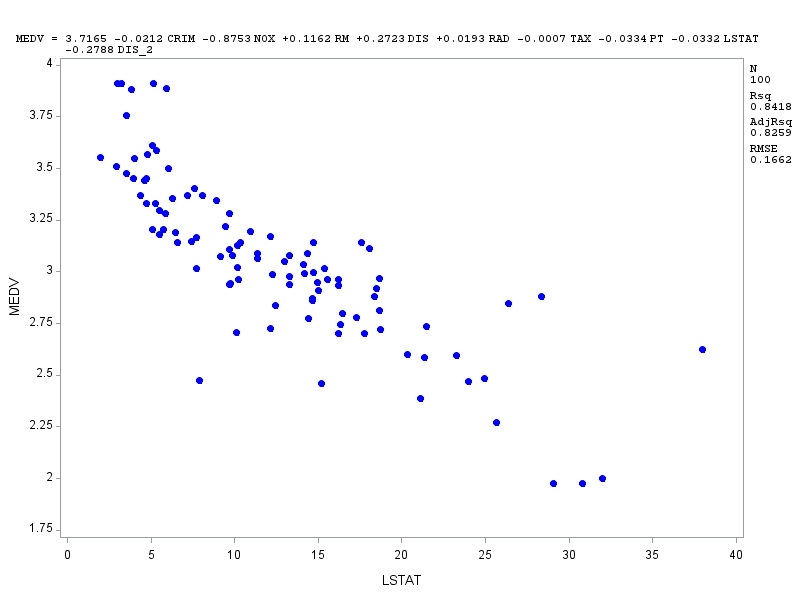 MEDV = 3.7165 -0.0212 CRIM -0.8753 NOX +0.1162 RM +0.2723 DIS +0.0193 RAD -0.0007 TAX -0.0334 PT -0.0332 LSTAT
-0.2788 DIS_2
N
100
Rsq
0.8418
AdjRsq
0.8259
RMSE
0.1662
4
3.75
3.5
3.25
3
2.75
2.5
2.25
2
1.75
MEDV
0 5 10 15 20 25 30 35 40
LSTAT